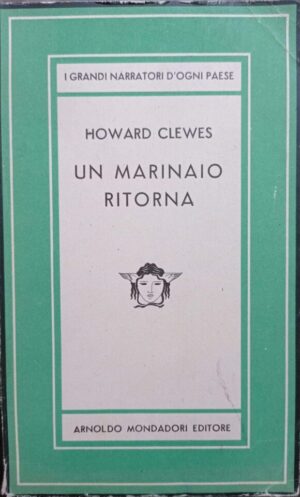 I GRANDI NARRATORI D'OGNI PAESE
HOWARD CLEWES
UN MARINAIO
RITORNA
ARNOLDO MONDADORI EDITORE